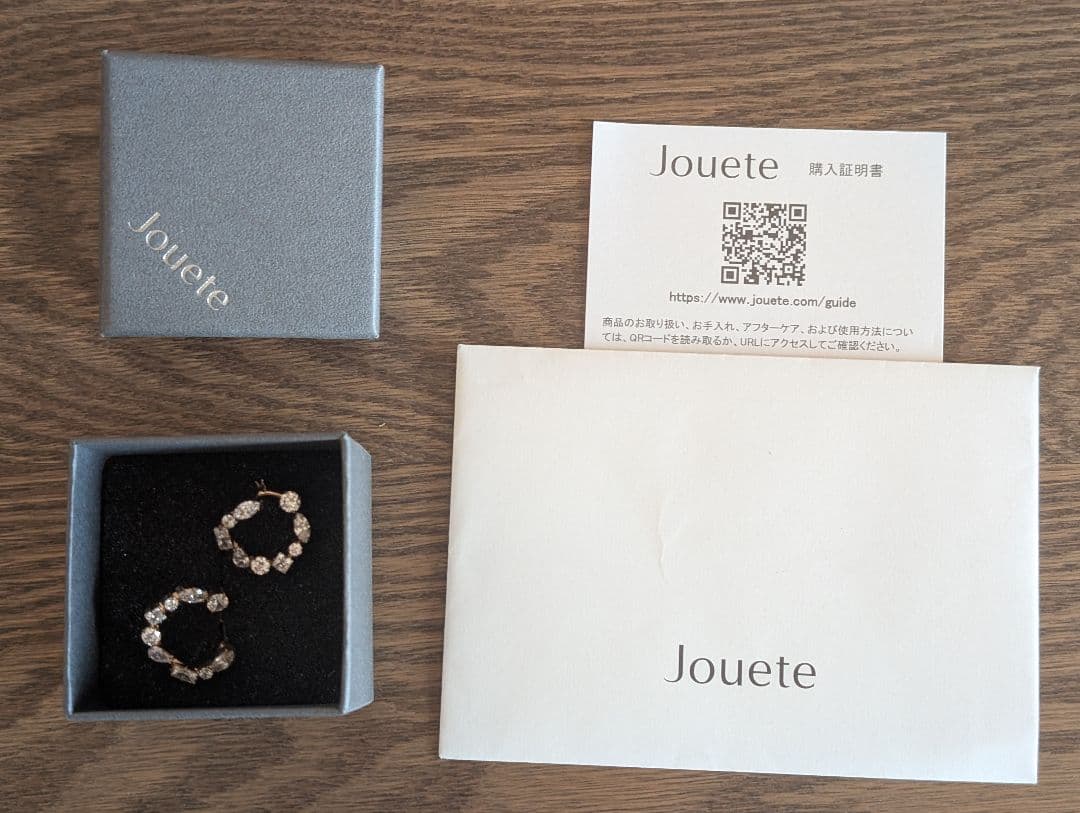 Jouete
Jouete 購入証明書
https://www.jouete.com/guide
商品のお取り扱い、お手入れ、アフターケア、および使用方法につい
ては、QRコードを読み取るか、URLにアクセスしてご確認ください。
Jouete